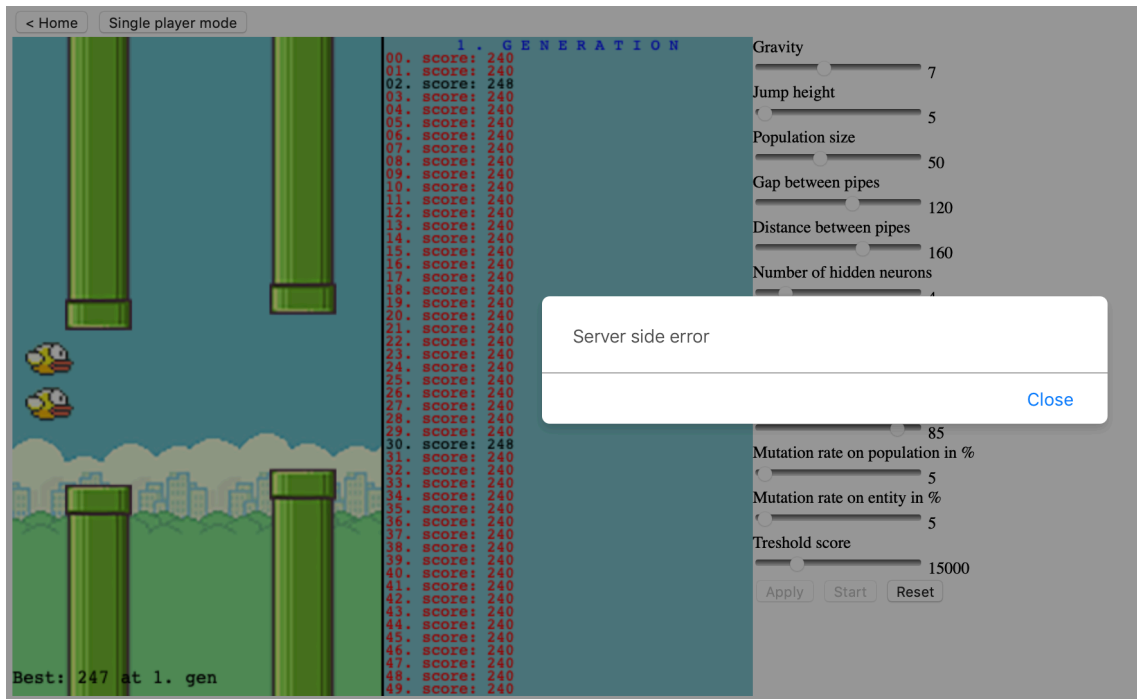 < Home
Single player mode
1. GENERATION
00. score: 240
01. score: 240
02. score: 248
03. score: 240
04. score: 240
05. score: 240
06. score: 240
07. score: 240
08. score: 240
09. score: 240
10. score: 240
11. score: 240
12. score: 240
13. score: 240
14. score: 240
15. score: 240
16. score: 240
17. score: 240
18. score: 240
19. score: 240
20. score: 240
21. score: 240
22. score: 240
23. score: 240
24. score: 240
25. score: 240
26. score: 240
27. score: 240
28. score: 240
29. score: 240
30. score: 248
31. score: 240
32. score: 240
33. score: 240
34. score: 240
35. score: 240
36. score: 240
37. score: 240
38. score: 240
39. score: 240
40. score: 240
41. score: 240
42. score: 240
43. score: 240
44. score: 240
45. score: 240
46. score: 240
47. score: 240
48. score: 240
49. score: 240
Best: 247 at 1. gen
Gravity
7
Jump height
5
Population size
50
Gap between pipes
120
Distance between pipes
160
Number of hidden neurons
Server side error
Close
85
Mutation rate on population in %
5
Mutation rate on entity in %
5
Treshold score
15000
Apply
Start
Reset